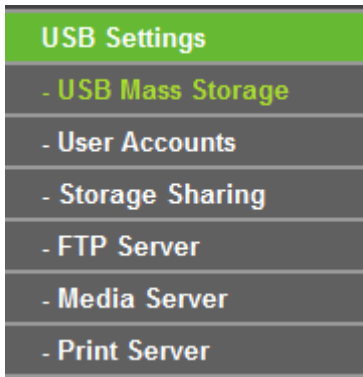 USB Settings
- USB Mass Storage
- User Accounts
- Storage Sharing
- FTP Server
- Media Server
- Print Server